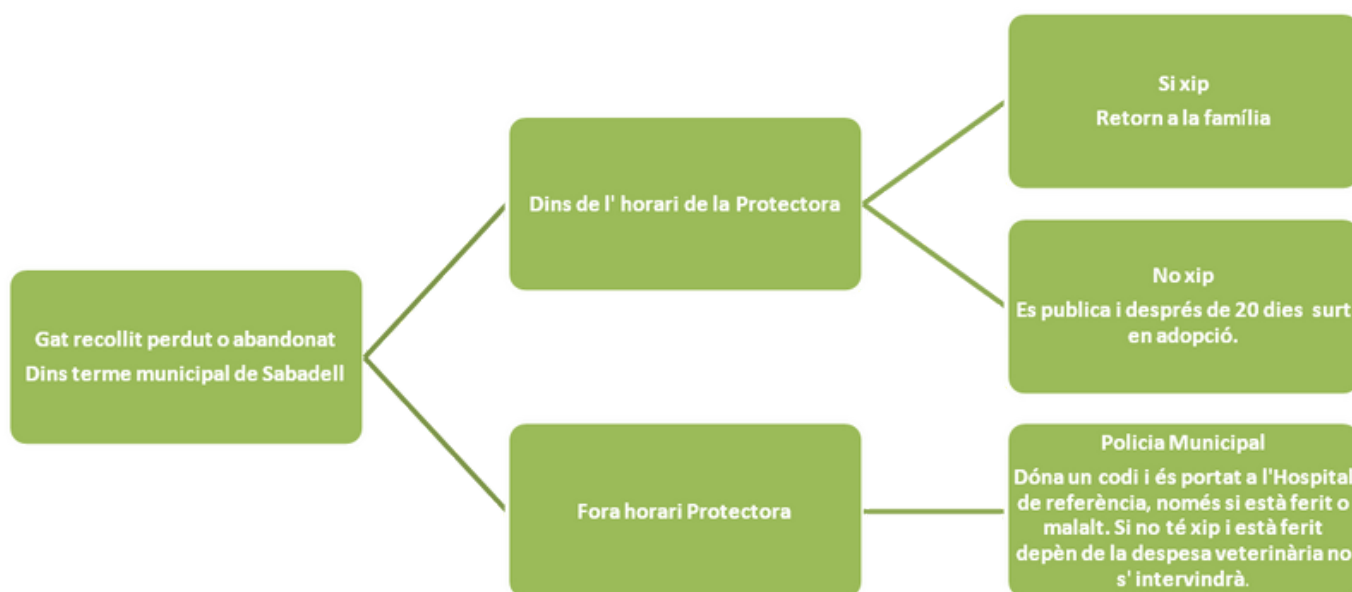 Gat recollit perdut o abandonat
Dins terme municipal de Sabadell
Dins de l' horari de la Protectora
Si xip
Retorn a la família
No xip
Es publica i després de 20 dies surt
en adopció.
Fora horari Protectora
Policia Municipal
Dóna un codi i és portat a l'Hospital
de referència, només si està ferit o
malalt. Si no té xip i està ferit
depèn de la despesa veterinària no
s' intervindrà.